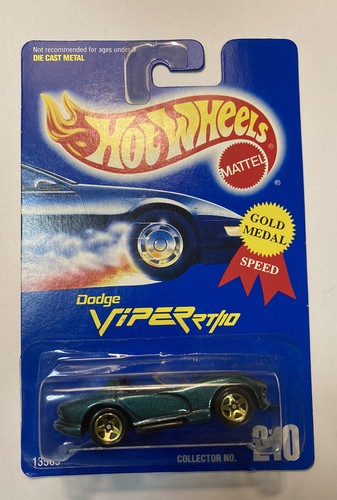 Not recommended for ages under 3
DIE CAST METAL
HOT WHEELS
®
MATTEL
®
GOLD
MEDAL
SPEED
Dodge
VIPER RT/10
COLLECTOR NO. 210